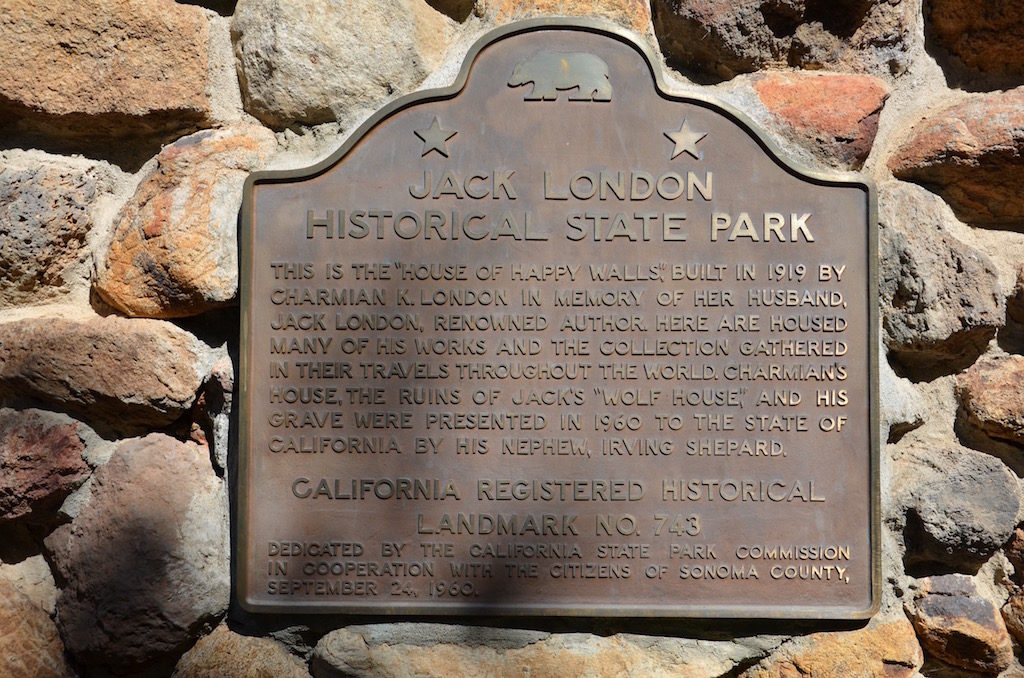 JACK LONDON
HISTORICAL STATE PARK
THIS IS THE "HOUSE OF HAPPY WALLS," BUILT IN 1919 BY
CHARMIAN K. LONDON IN MEMORY OF HER HUSBAND,
JACK LONDON, RENOWNED AUTHOR. HERE ARE HOUSED
MANY OF HIS WORKS AND THE COLLECTION GATHERED
IN THEIR TRAVELS THROUGHOUT THE WORLD. CHARMIAN'S
HOUSE, THE RUINS OF JACK'S "WOLF HOUSE," AND HIS
GRAVE WERE PRESENTED IN 1960 TO THE STATE OF
CALIFORNIA BY HIS NEPHEW, IRVING SHEPARD.
CALIFORNIA REGISTERED HISTORICAL
LANDMARK NO. 743
DEDICATED BY THE CALIFORNIA STATE PARK COMMISSION
IN COOPERATION WITH THE CITIZENS OF SONOMA COUNTY,
SEPTEMBER 24, 1960.